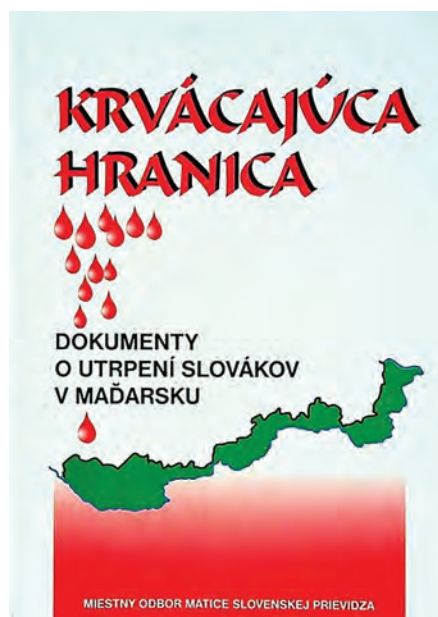 KRVÁCAJÚCA
HRANICA
DOKUMENTY
O UTRPENÍ SLOVÁKOV
V MAĎARSKU
MIESTNY ODBOR MATICE SLOVENSKEJ PRIEVIDZA